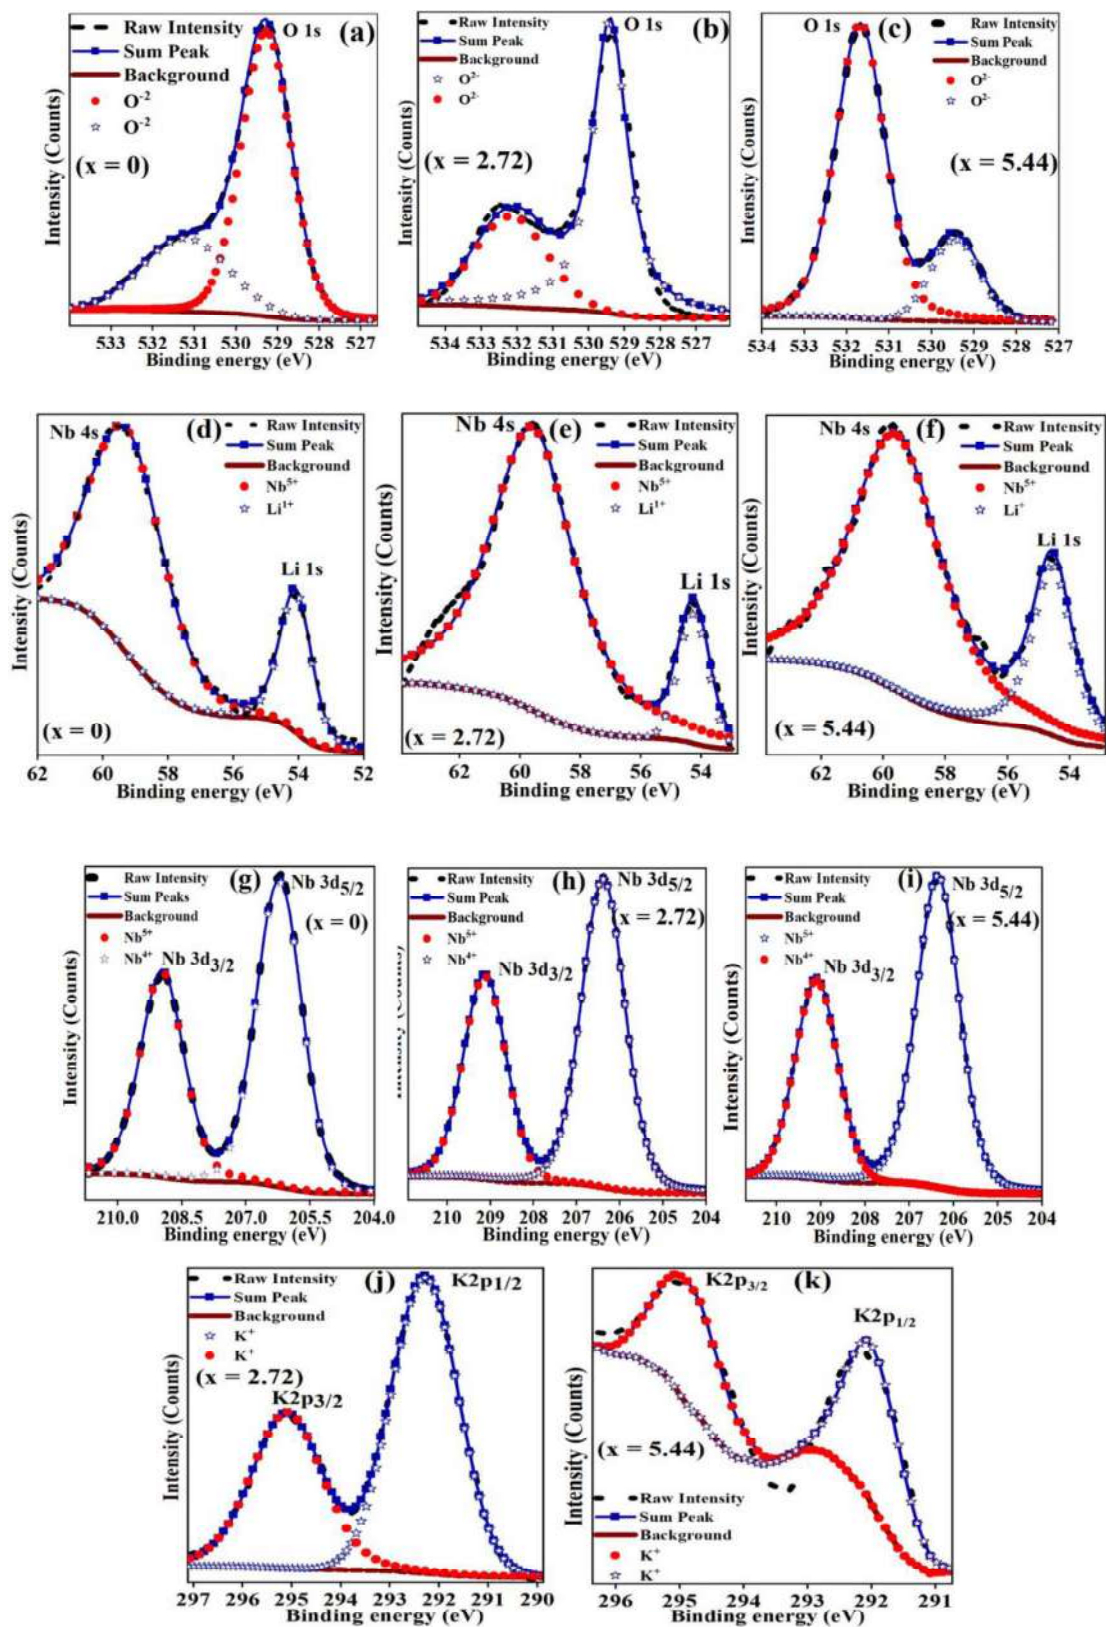 (a)
Raw Intensity
O 1s
Sum Peak
Background
O⁻²
O⁻²
(x = 0)
Intensity (Counts)
533 532 531 530 529 528 527
Binding energy (eV)
(b)
Raw Intensity
O 1s
Sum Peak
Background
O²⁻
O²⁻
(x = 2.72)
Intensity (Counts)
534 533 532 531 530 529 528 527
Binding energy (eV)
(c)
Raw Intensity
O 1s
Sum Peak
Background
O²⁻
O²⁻
(x = 5.44)
Intensity (Counts)
534 533 532 531 530 529 528 527
Binding energy (eV)
(d)
Nb 4s
Raw Intensity
Sum Peak
Background
Nb⁵⁺
Li¹⁺
Li 1s
(x = 0)
Intensity (Counts)
62 60 58 56 54 52
Binding energy (eV)
(e)
Nb 4s
Raw Intensity
Sum Peak
Background
Nb⁵⁺
Li¹⁺
Li 1s
(x = 2.72)
Intensity (Counts)
62 60 58 56 54
Binding energy (eV)
(f)
Nb 4s
Raw Intensity
Sum Peak
Background
Nb⁵⁺
Li⁺
Li 1s
(x = 5.44)
Intensity (Counts)
62 60 58 56 54
Binding energy (eV)
(g)
Raw Intensity
Nb 3d5/2
Sum Peaks
Background
(x = 0)
Nb⁵⁺
Nb⁴⁺
Nb 3d3/2
Intensity (Counts)
210.0 208.5 207.0 205.5 204.0
Binding energy (eV)
(h)
Raw Intensity
Nb 3d5/2
Sum Peak
Background
(x = 2.72)
Nb⁵⁺
Nb⁴⁺
Nb 3d3/2
Intensity (Counts)
210 209 208 207 206 205 204
Binding energy (eV)
(i)
Raw Intensity
Nb 3d5/2
Sum Peak
Background
(x = 5.44)
Nb⁵⁺
Nb⁴⁺
Nb 3d3/2
Intensity (Counts)
210 209 208 207 206 205 204
Binding energy (eV)
(j)
Raw Intensity
K2p1/2
Sum Peak
Background
K⁺
K⁺
(x = 2.72)
K2p3/2
Intensity (Counts)
297 296 295 294 293 292 291 290
Binding energy (eV)
(k)
K2p3/2
K2p1/2
(x = 5.44)
Raw Intensity
Sum Peak
Background
K⁺
K⁺
Intensity (Counts)
296 295 294 293 292 291
Binding energy (eV)